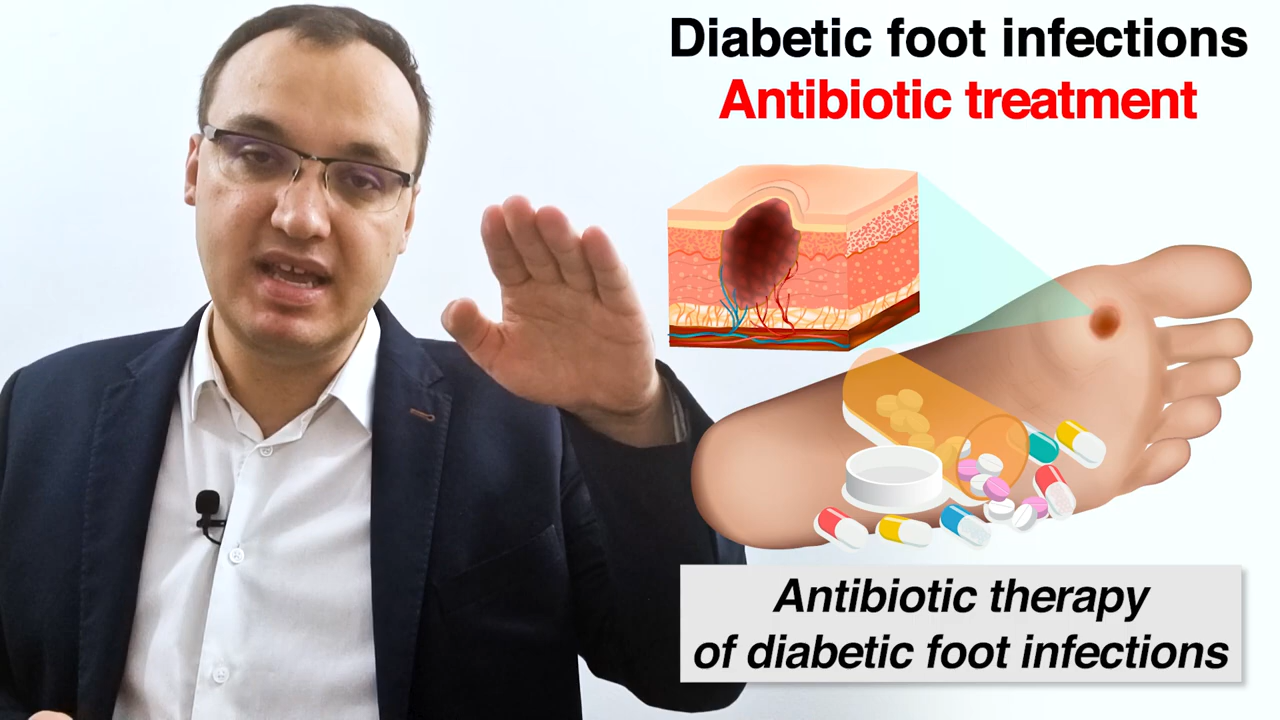 Diabetic foot infections
Antibiotic treatment
Antibiotic therapy
of diabetic foot infections